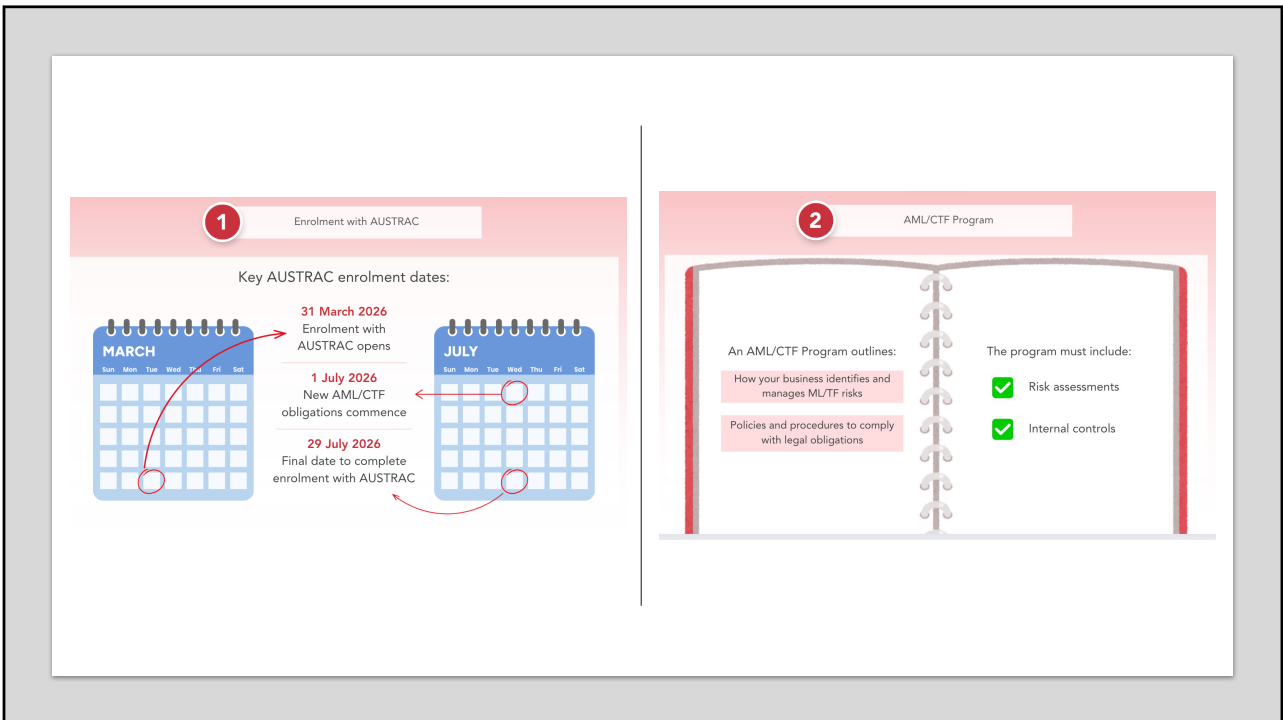 1
Enrolment with AUSTRAC
Key AUSTRAC enrolment dates:
MARCH
Sun Mon Tue Wed Thu Fri Sat
31 March 2026
Enrolment with
AUSTRAC opens
1 July 2026
New AML/CTF
obligations commence
29 July 2026
Final date to complete
enrolment with AUSTRAC
JULY
Sun Mon Tue Wed Thu Fri Sat
2
AML/CTF Program
An AML/CTF Program outlines:
How your business identifies and
manages ML/TF risks
Policies and procedures to comply
with legal obligations
The program must include:
Risk assessments
Internal controls